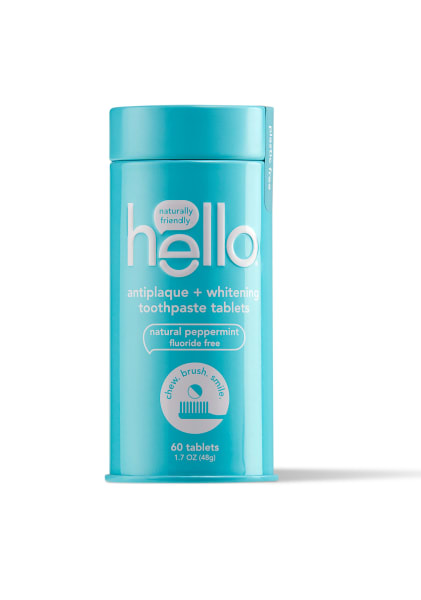 plastic free
naturally
friendly
hello
antiplaque + whitening
toothpaste tablets
natural peppermint
fluoride free
chew. brush. smile.
60 tablets
1.7 OZ (48g)